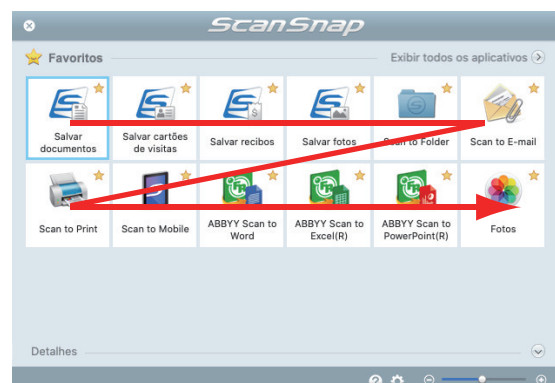 ScanSnap
Favoritos
Exibir todos os aplicativos
Salvar
documentos
Salvar cartões
de visitas
Salvar recibos
Salvar fotos
Scan to Folder
Scan to E-mail
Scan to Print
Scan to Mobile
ABBYY Scan to
Word
ABBYY Scan to
Excel(R)
ABBYY Scan to
PowerPoint(R)
Fotos
Detalhes